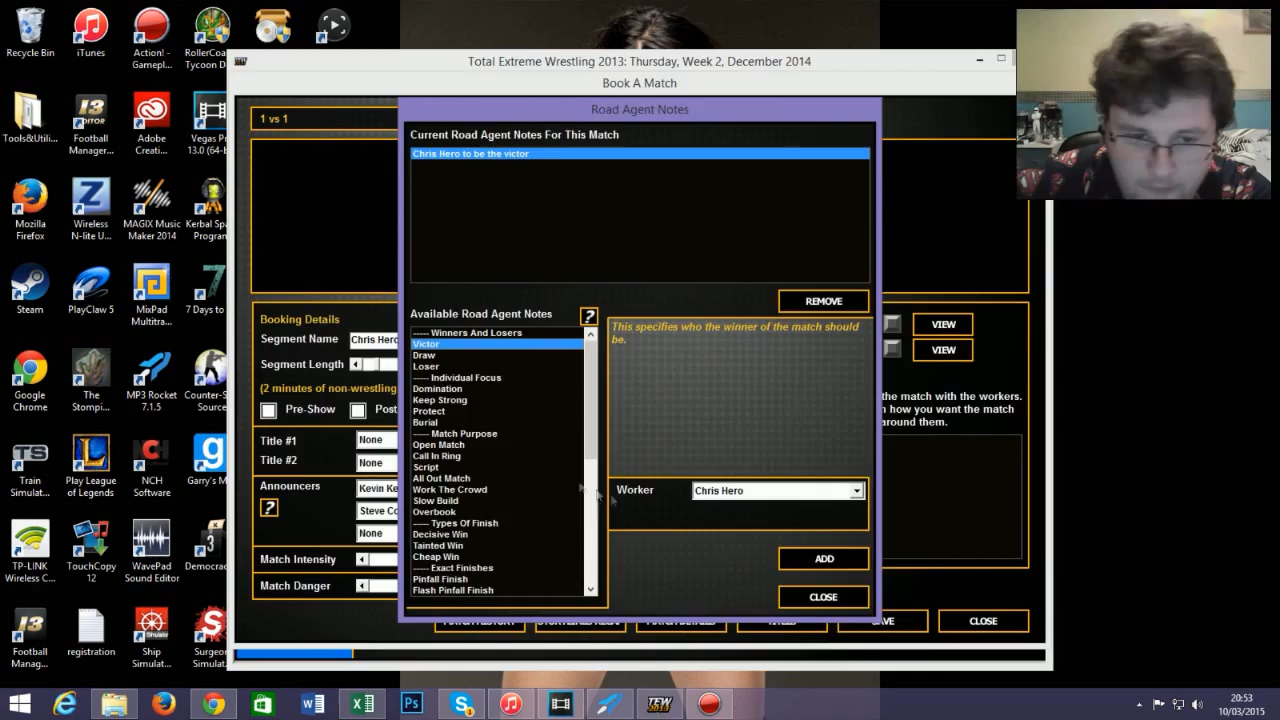 Recycle Bin
iTunes
Action! - Gamepl...
RollerCoa
Tycoon D
Total Extreme Wrestling 2013: Thursday, Week 2, December 2014
Book A Match
Road Agent Notes
1 vs 1
Current Road Agent Notes For This Match
Chris Hero to be the victor
Tools&Utili...
Football
Manager...
Adobe
Creati...
Vegas Pr
13.0 (64-b
Mozilla
Firefox
Wireless
N-lite U...
MAGIX Music
Maker 2014
Kerbal Spa
Program
REMOVE
Available Road Agent Notes
?
Booking Details
Segment Name
Chris Hero
Segment Length
(2 minutes of non-wrestling
Pre-Show
Post
Title #1
None
Title #2
None
Announcers
?
Kevin Ke
Steve Co
None
Match Intensity
Match Danger
----- Winners And Losers
Victor
Draw
Loser
----- Individual Focus
Domination
Keep Strong
Protect
Burial
----- Match Purpose
Open Match
Call In Ring
Script
All Out Match
Work The Crowd
Slow Build
Overbook
----- Types Of Finish
Decisive Win
Tainted Win
Cheap Win
----- Exact Finishes
Pinfall Finish
Flash Pinfall Finish
This specifies who the winner of the match should
be.
Worker
Chris Hero
ADD
CLOSE
VIEW
VIEW
the match with the workers.
how you want the match
around them.
CLOSE
Steam
PlayClaw 5
MixPad
Multitra...
7 Days to
Google
Chrome
The
Stompi...
MP3 Rocket
7.1.5
Counter-S
Source
Train
Simulat...
Play League
of Legends
NCH
Software
Garry's M
TP-LINK
Wireless C...
TouchCopy
12
WavePad
Sound Editor
Democrac
Football
Manag...
registration
Ship
Simulat...
Surgeo
Simulat
20:53
10/03/2015